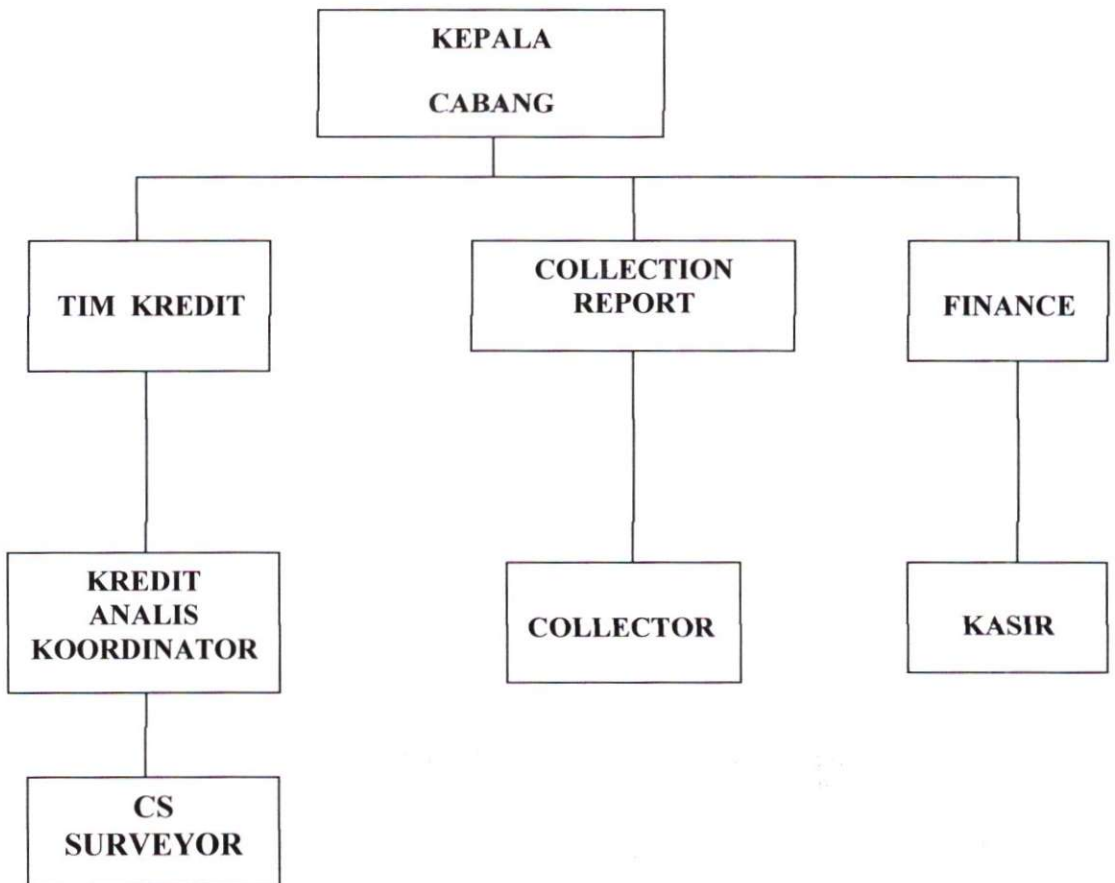 KEPALA
CABANG
TIM KREDIT
COLLECTION
REPORT
FINANCE
KREDIT
ANALIS
KOORDINATOR
COLLECTOR
KASIR
CS
SURVEYOR